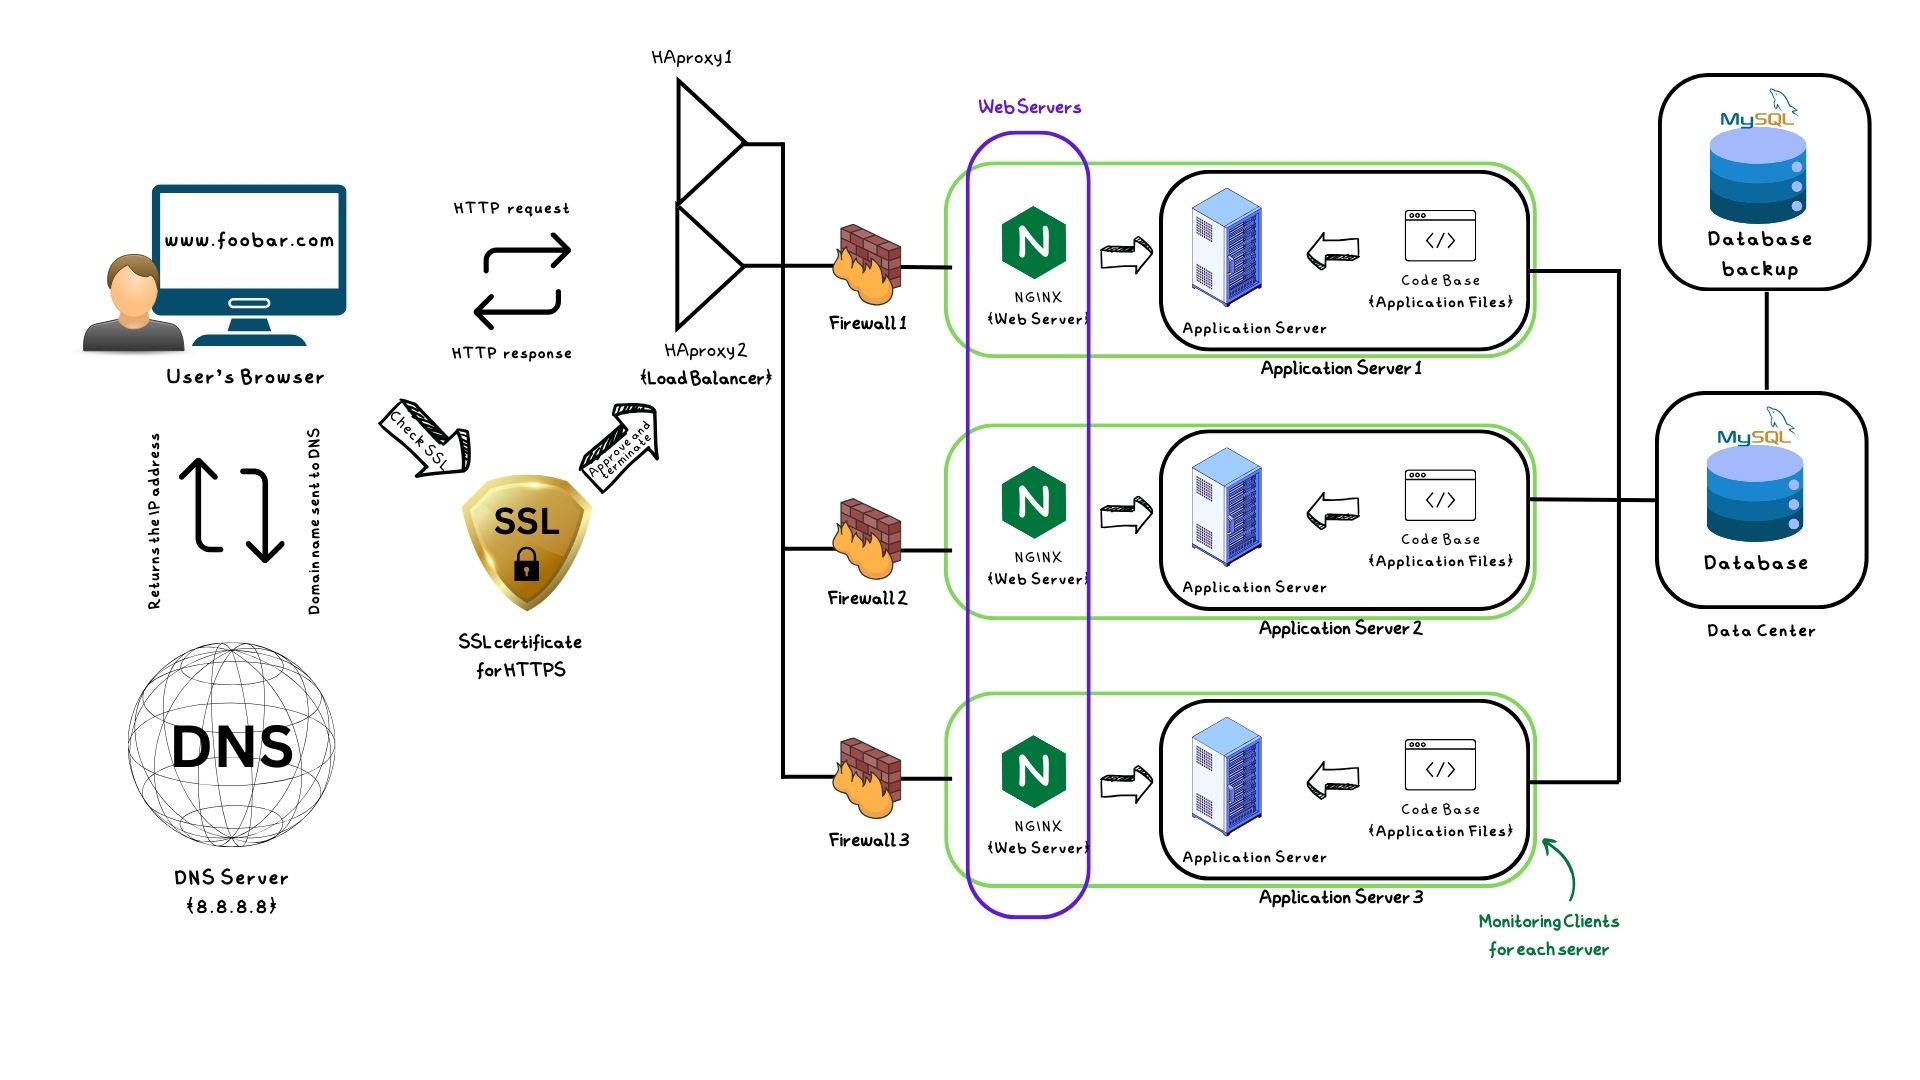 HAproxy1
Web Servers
www.foobar.com
HTTP request
HTTP response
User's Browser
HAproxy2
(Load Balancer)
Check SSL
Approve and
terminate
Returns the IP address
Domain name sent to DNS
SSL
SSL certificate
for HTTPS
DNS
DNS Server
(8.8.8.8)
Firewall 1
N
NGINX
(Web Server)
Application Server
</>
Code Base
(Application Files)
Application Server 1
Firewall 2
N
NGINX
(Web Server)
Application Server
</>
Code Base
(Application Files)
Application Server 2
Firewall 3
N
NGINX
(Web Server)
Application Server
</>
Code Base
(Application Files)
Application Server 3
Monitoring Clients
for each server
MySQL
Database
backup
MySQL
Database
Data Center